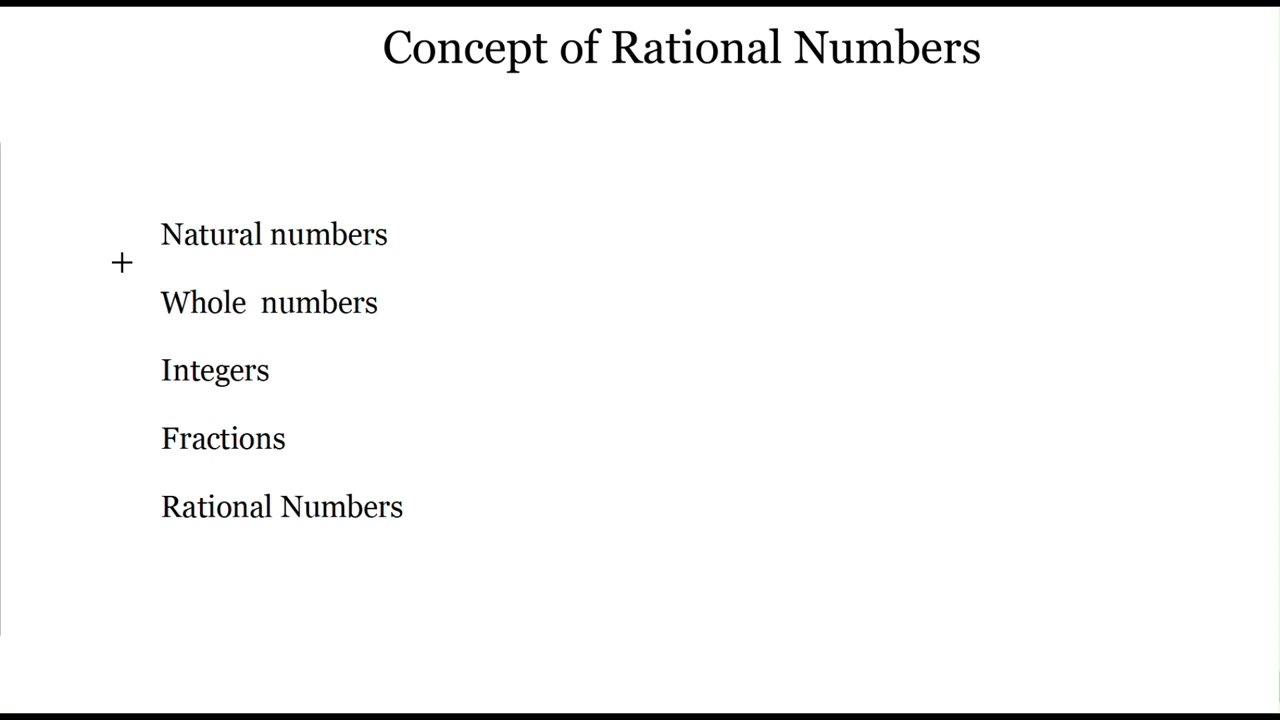 Concept of Rational Numbers
Natural numbers
Whole numbers
Integers
Fractions
Rational Numbers